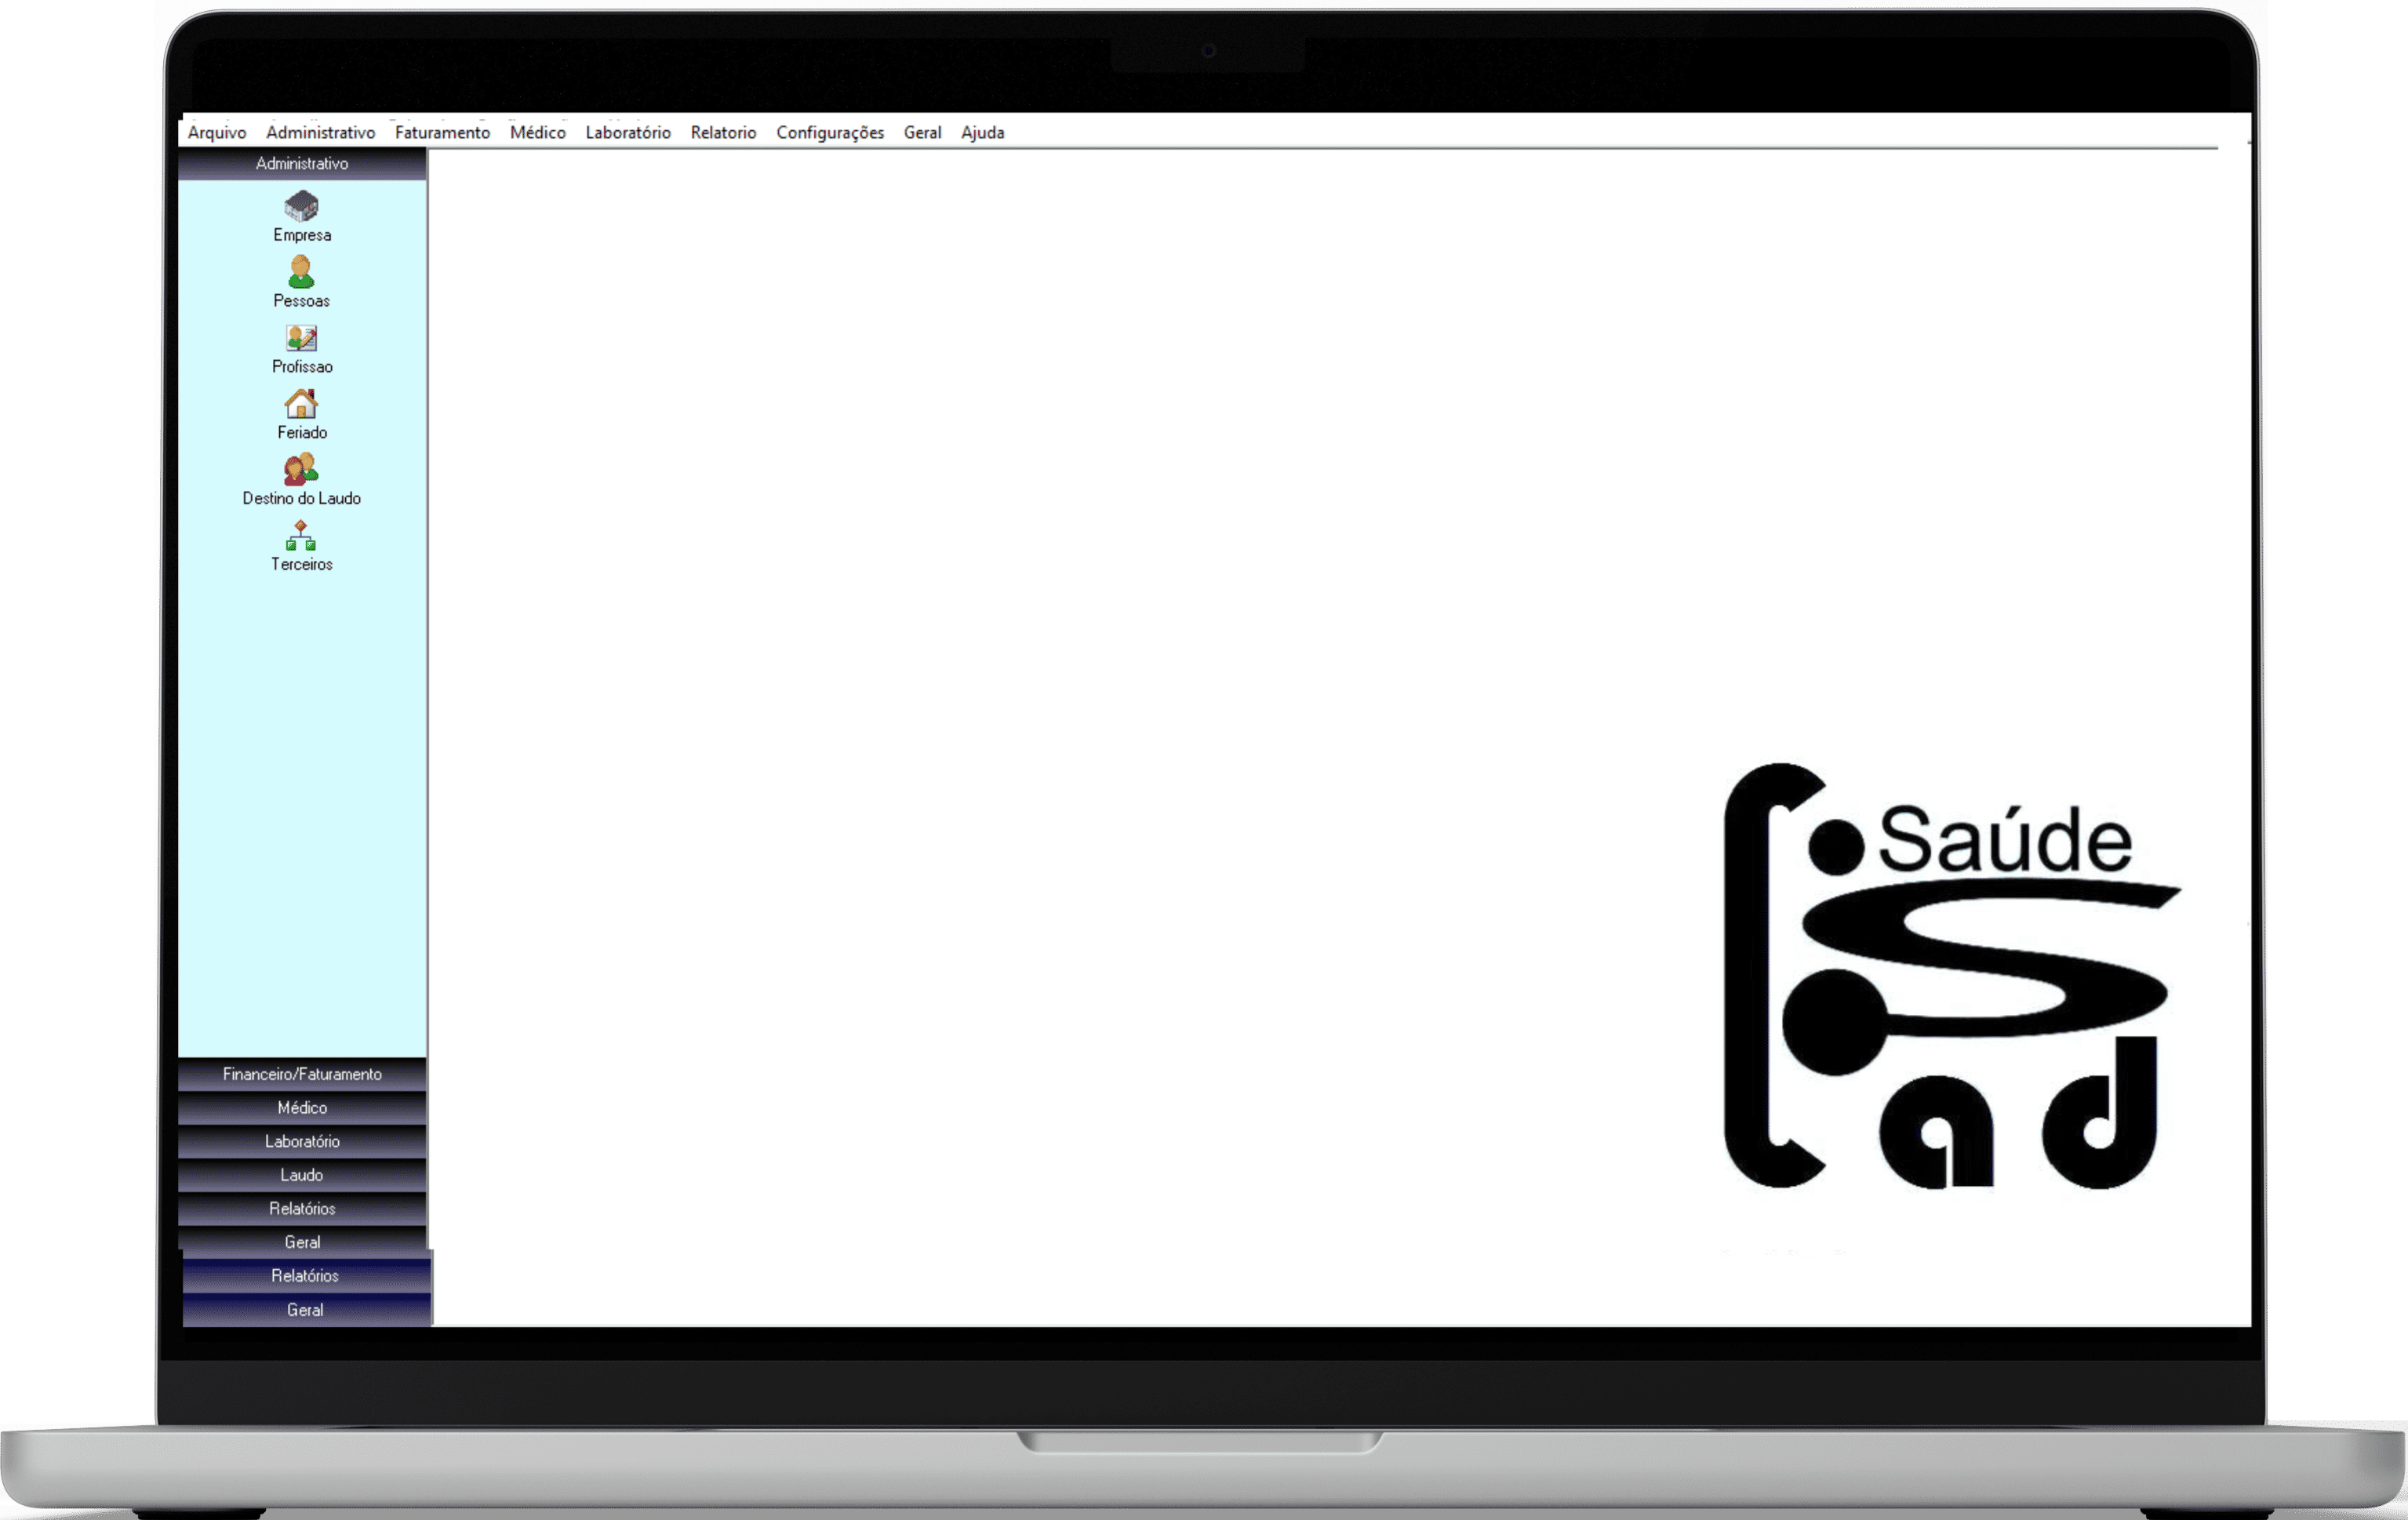 Arquivo Administrativo Faturamento Médico Laboratório Relatorio Configurações Geral Ajuda
Administrativo
Empresa
Pessoas
Profissao
Feriado
Destino do Laudo
Terceiros
Financeiro/Faturamento
Médico
Laboratório
Laudo
Relatórios
Geral
Relatórios
Geral
Saúde
S
ad